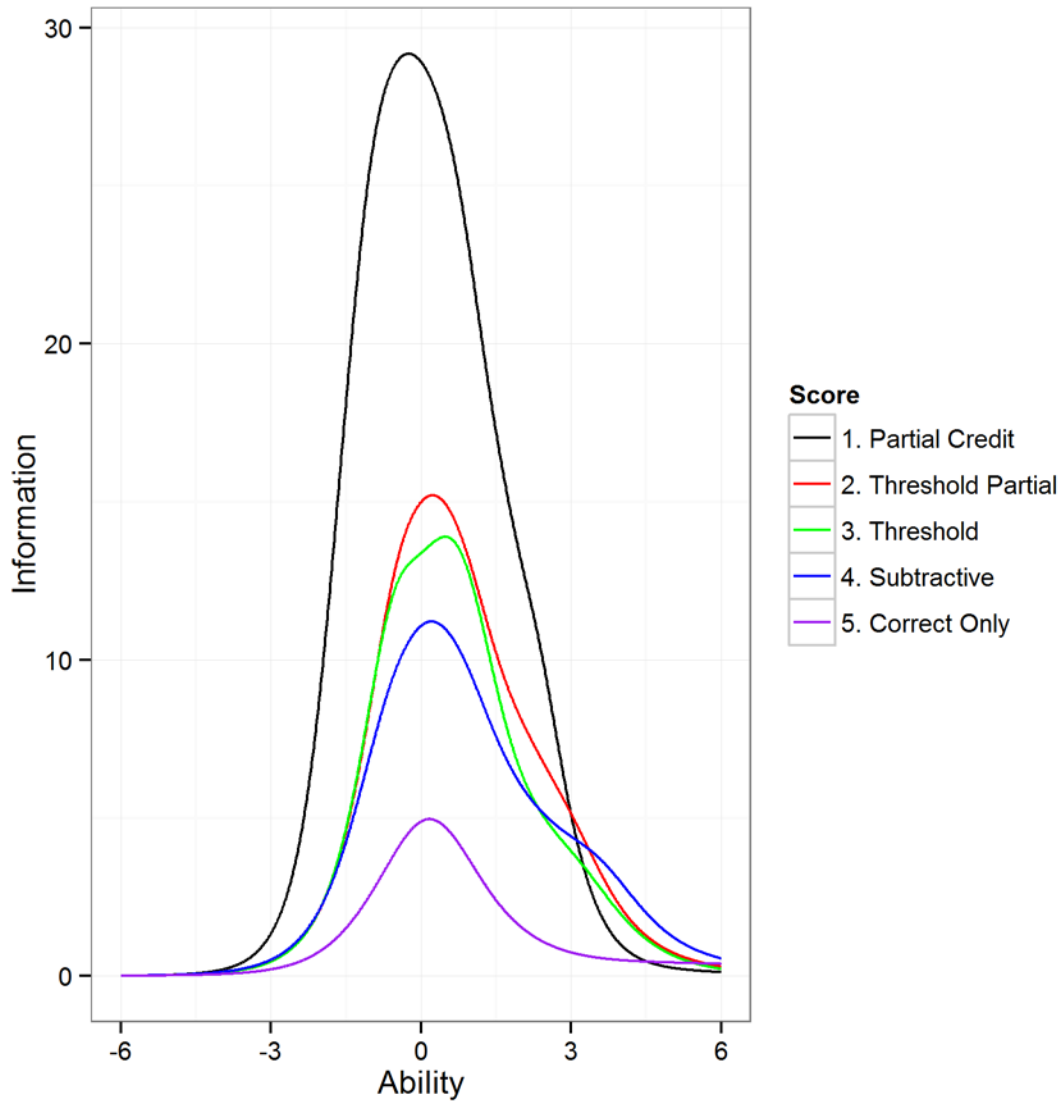 30
20
10
0
Information
-6
-3
0
3
6
Ability
Score
1. Partial Credit
2. Threshold Partial
3. Threshold
4. Subtractive
5. Correct Only